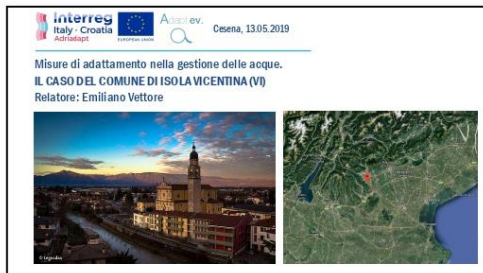 Interreg
Italy - Croatia
Adriadapt
EUROPEAN UNION
Adaptev.
Cesena, 13.05.2019
Misure di adattamento nella gestione delle acque.
IL CASO DEL COMUNE DI ISOLA VICENTINA (VI)
Relatore: Emiliano Vettore